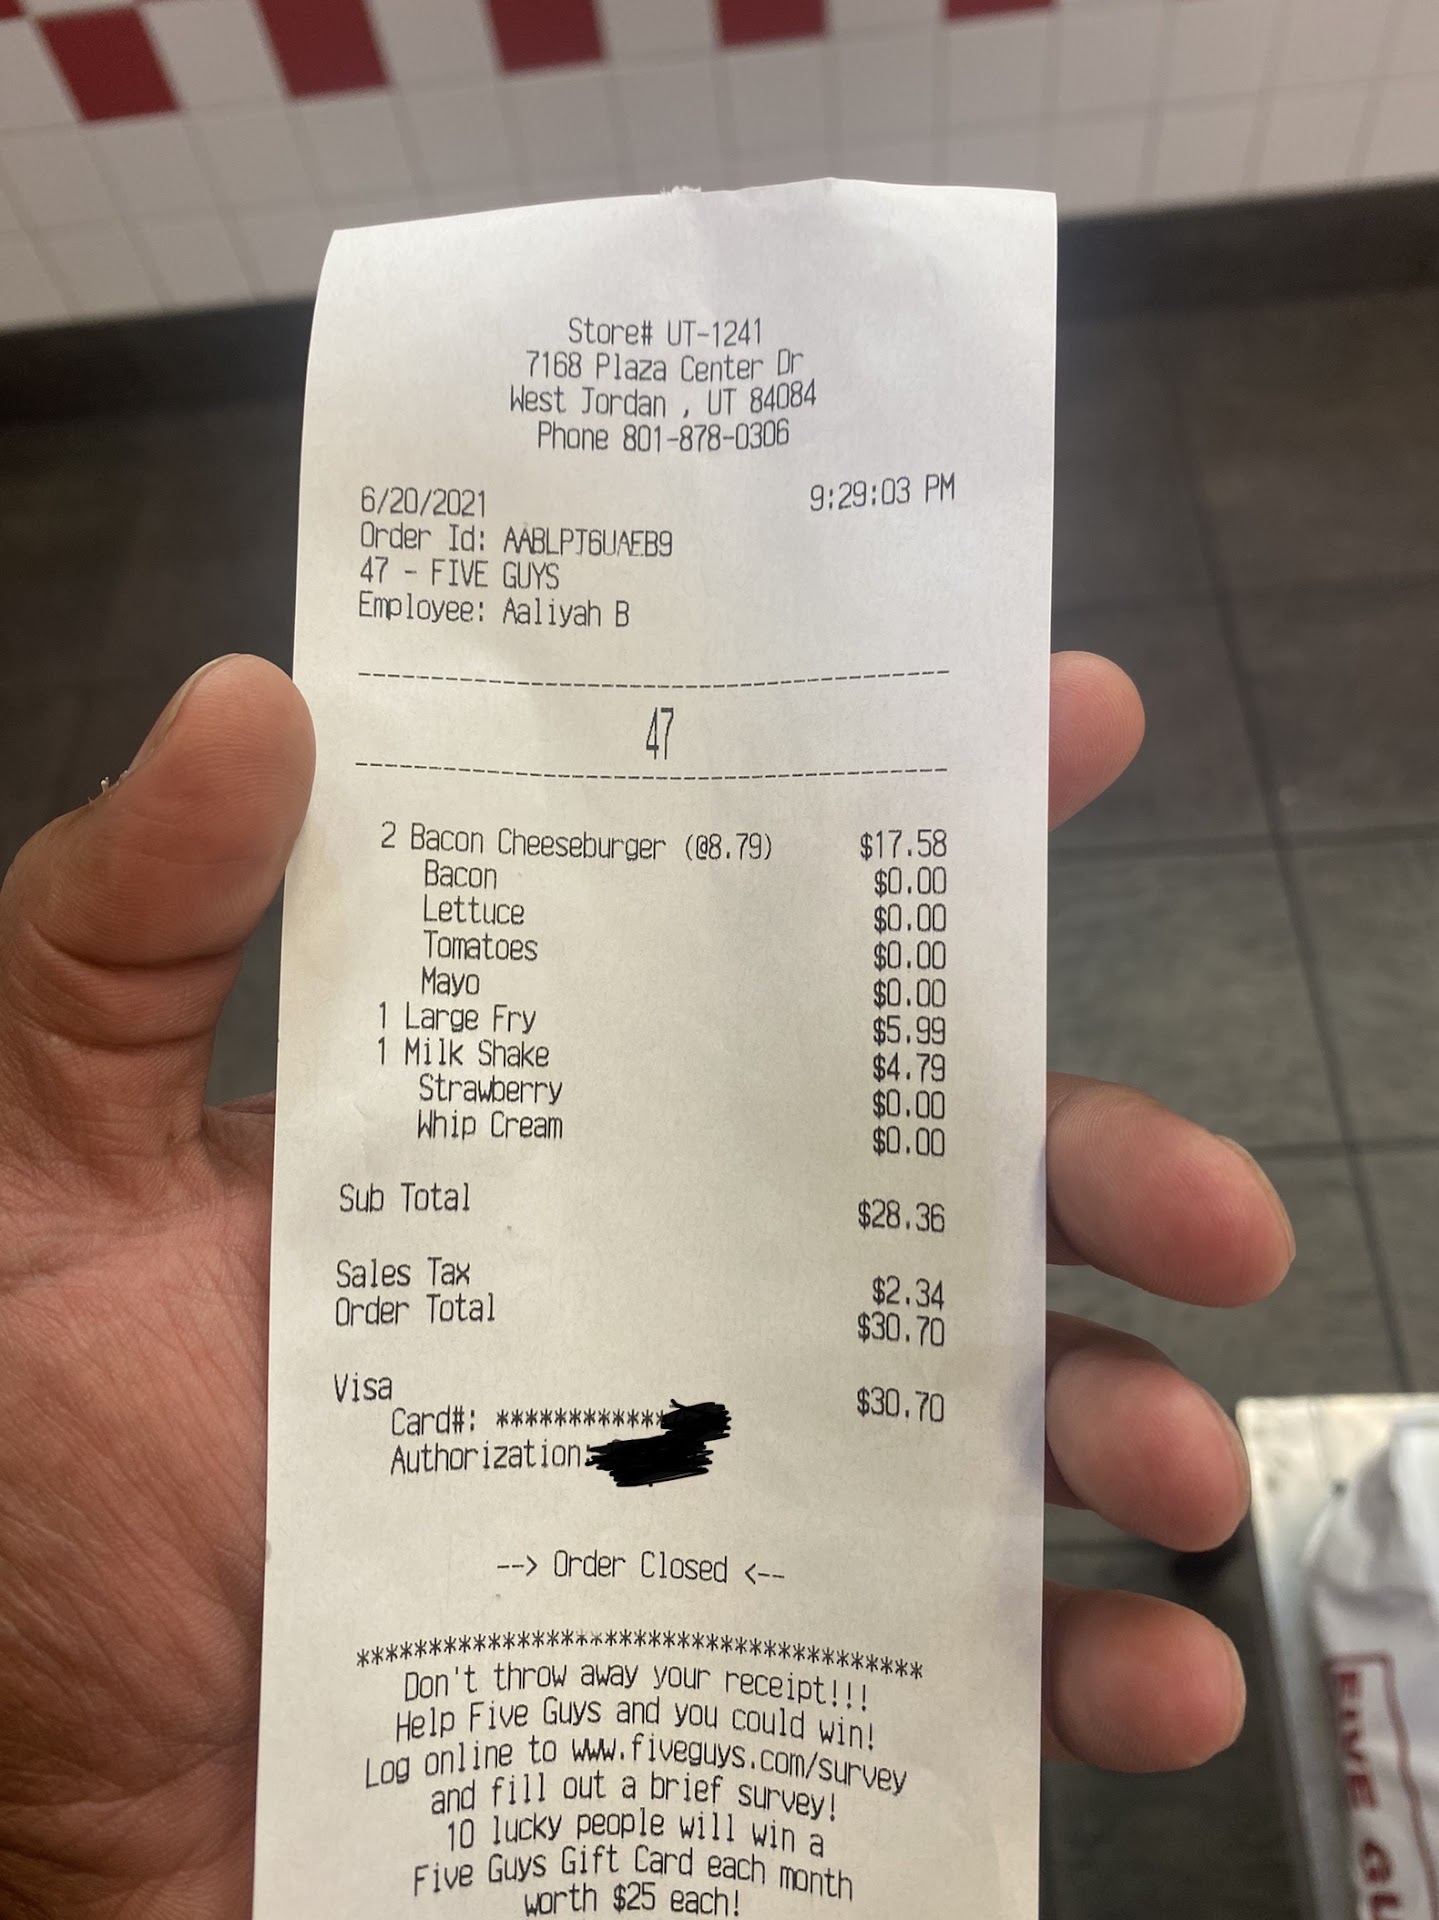 Store# UT-1241
7168 Plaza Center Dr
West Jordan , UT 84084
Phone 801-878-0306
6/20/2021 9:29:03 PM
Order Id: AABLPT6UAEB9
47 - FIVE GUYS
Employee: Aaliyah B
-----------------------------------------
47
-----------------------------------------
2 Bacon Cheeseburger (@8.79) $17.58
Bacon $0.00
Lettuce $0.00
Tomatoes $0.00
Mayo $0.00
1 Large Fry $5.99
1 Milk Shake $4.79
Strawberry $0.00
Whip Cream $0.00
Sub Total $28.36
Sales Tax $2.34
Order Total $30.70
Visa $30.70
Card#: ************
Authorization:
--> Order Closed <--
***************************************
Don't throw away your receipt!!!
Help Five Guys and you could win!
Log online to www.fiveguys.com/survey
and fill out a brief survey!
10 lucky people will win a
Five Guys Gift Card each month
worth $25 each!
FIVE GU